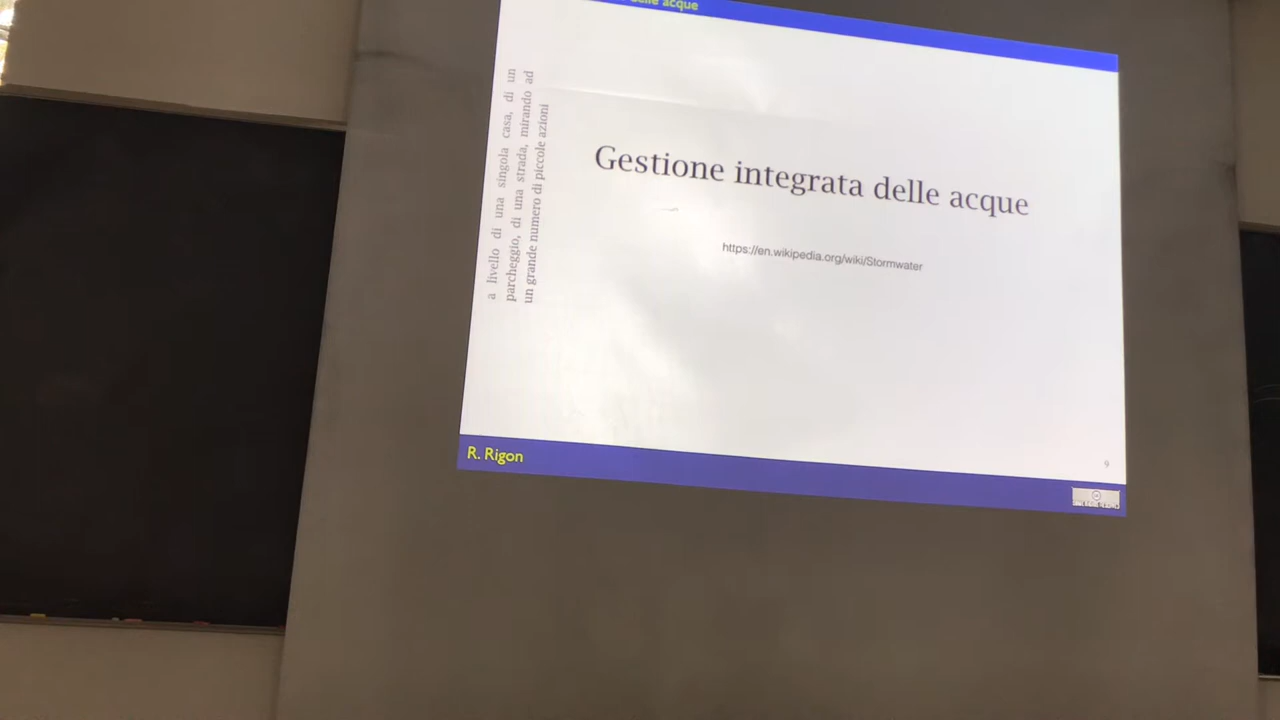 delle acque
a livello di una singola casa, di un
parcheggio, di una strada, mirando ad
un grande numero di piccole azioni
Gestione integrata delle acque
https://en.wikipedia.org/wiki/Stormwater
R. Rigon
9